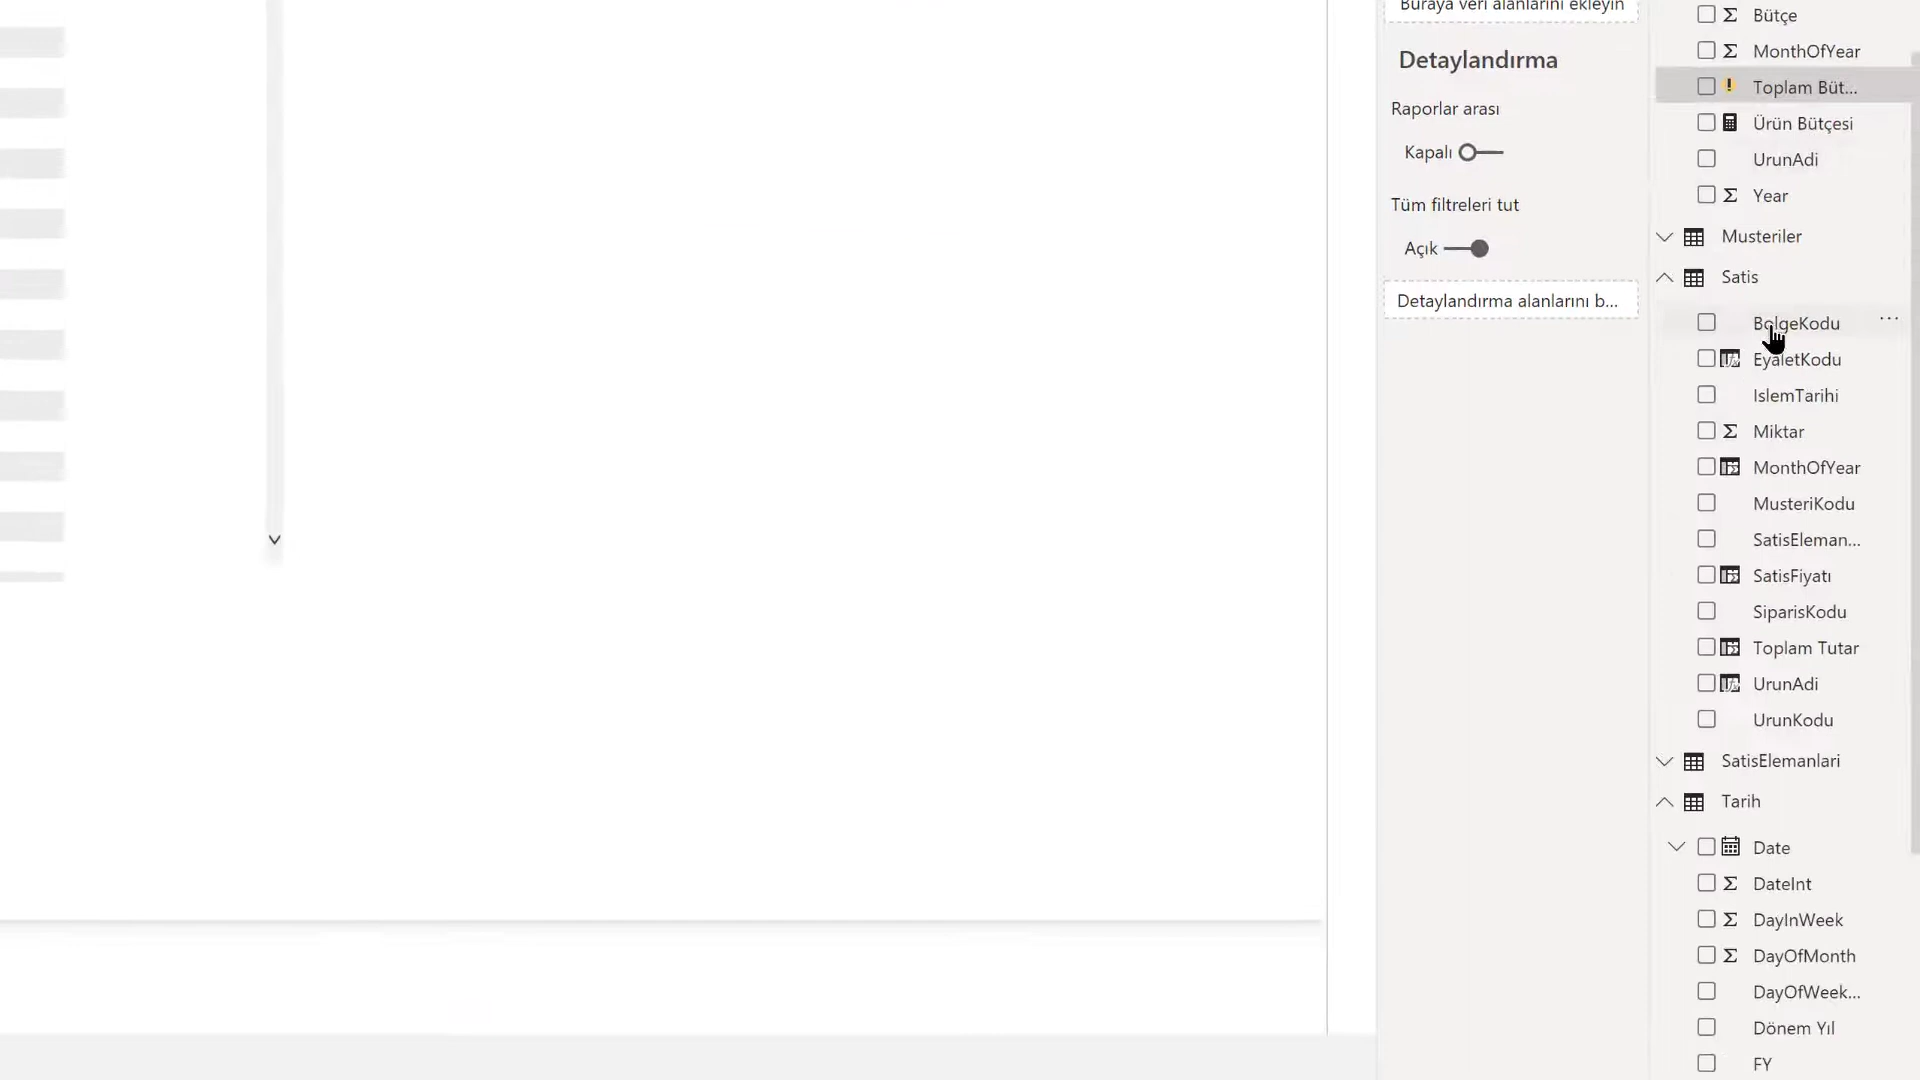 Buraya veri alanlarını ekleyin
Detaylandırma
Raporlar arası
Kapalı
Tüm filtreleri tut
Açık
Detaylandırma alanlarını b...
Bütçe
MonthOfYear
Toplam Büt...
Ürün Bütçesi
UrunAdi
Year
Musteriler
Satis
BolgeKodu
EyaletKodu
IslemTarihi
Miktar
MonthOfYear
MusteriKodu
SatisEleman...
SatisFiyatı
SiparisKodu
Toplam Tutar
UrunAdi
UrunKodu
SatisElemanlari
Tarih
Date
DateInt
DayInWeek
DayOfMonth
DayOfWeek...
Dönem Yıl
FY